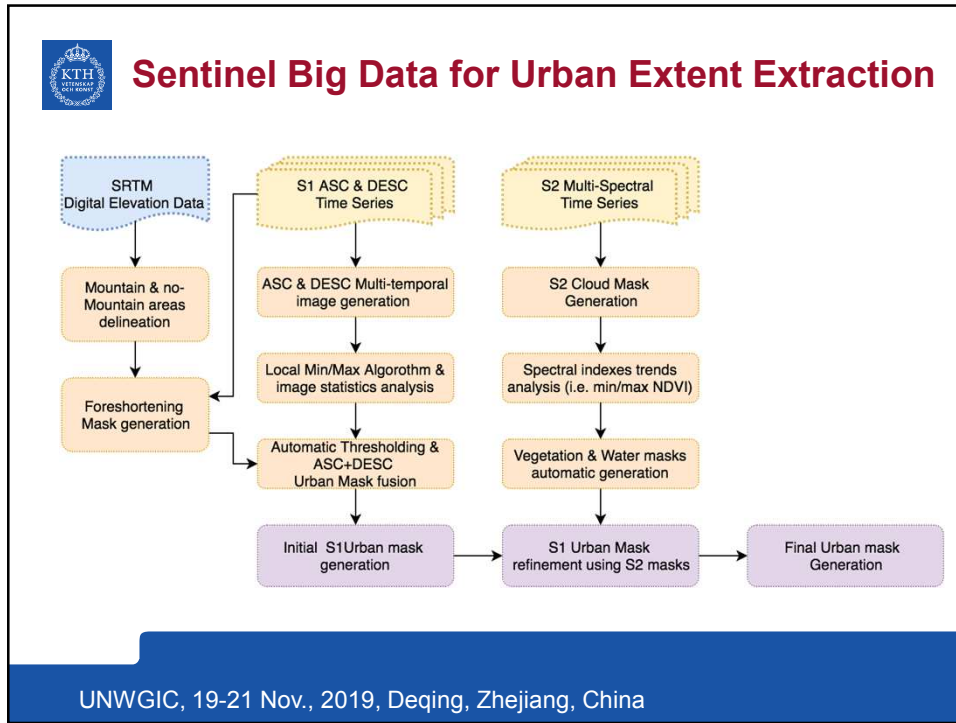 KTH
VETENSKAP
OCH KONST
Sentinel Big Data for Urban Extent Extraction
SRTM
Digital Elevation Data
S1 ASC & DESC
Time Series
S2 Multi-Spectral
Time Series
Mountain & no-
Mountain areas
delineation
ASC & DESC Multi-temporal
image generation
S2 Cloud Mask
Generation
Foreshortening
Mask generation
Local Min/Max Algorothm &
image statistics analysis
Spectral indexes trends
analysis (i.e. min/max NDVI)
Automatic Thresholding &
ASC+DESC
Urban Mask fusion
Vegetation & Water masks
automatic generation
Initial S1Urban mask
generation
S1 Urban Mask
refinement using S2 masks
Final Urban mask
Generation
UNWGIC, 19-21 Nov., 2019, Deqing, Zhejiang, China